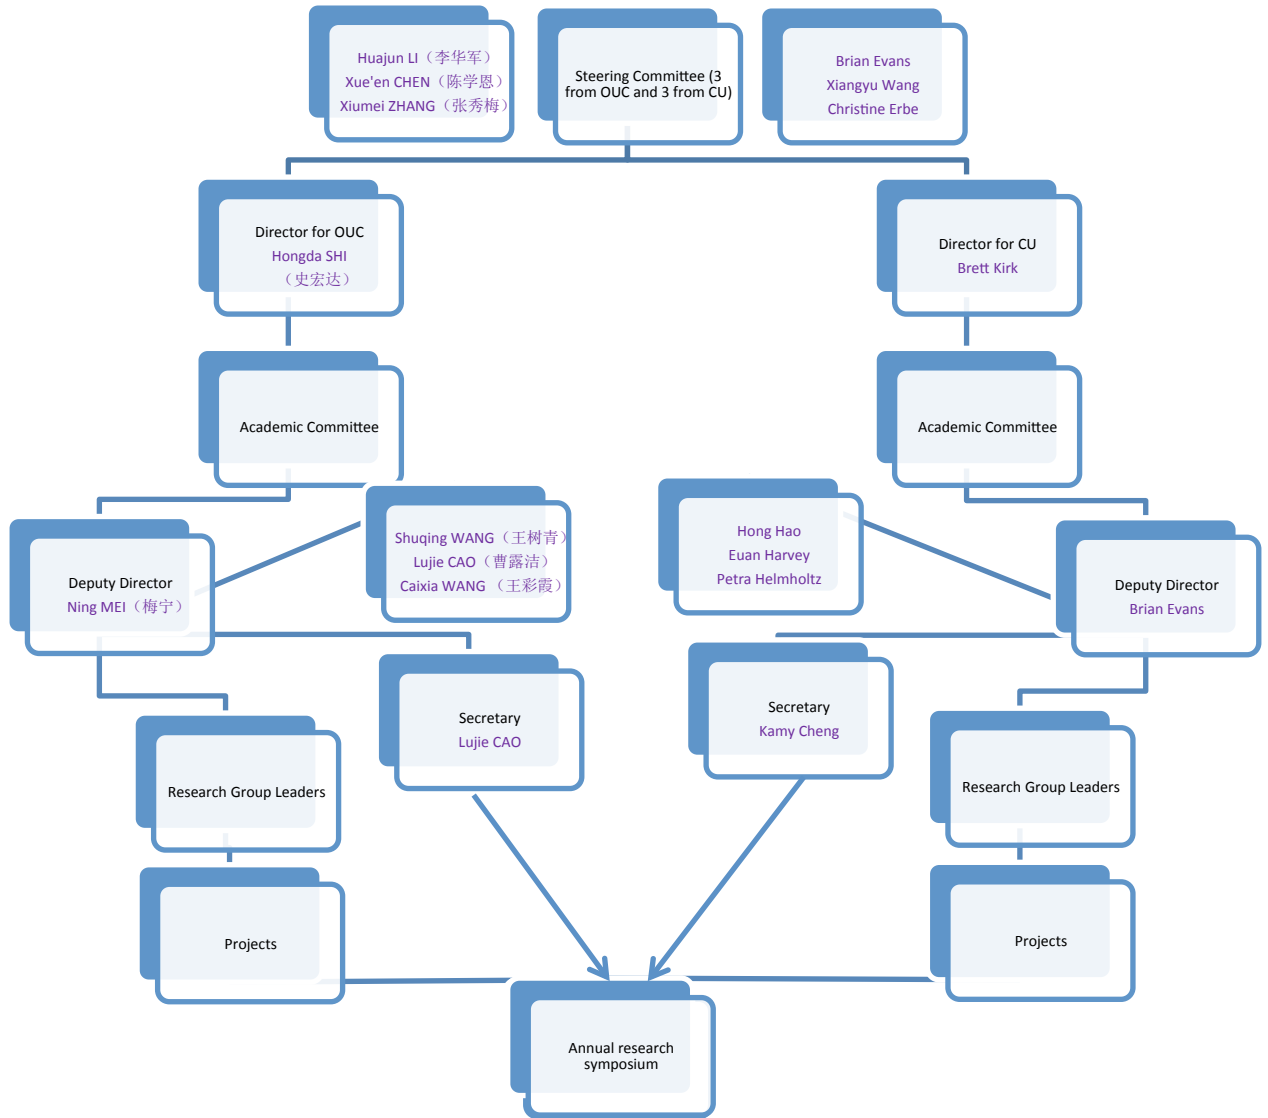 Huajun LI（李华军）
Xue'en CHEN（陈学恩）
Xiumei ZHANG（张秀梅）
Steering Committee (3
from OUC and 3 from CU)
Brian Evans
Xiangyu Wang
Christine Erbe
Director for OUC
Hongda SHI
（史宏达）
Director for CU
Brett Kirk
Academic Committee
Academic Committee
Deputy Director
Ning MEI（梅宁）
Shuqing WANG（王树青）
Lujie CAO（曹露洁）
Caixia WANG （王彩霞）
Hong Hao
Euan Harvey
Petra Helmholtz
Deputy Director
Brian Evans
Secretary
Lujie CAO
Secretary
Kamy Cheng
Research Group Leaders
Research Group Leaders
Projects
Projects
Annual research
symposium